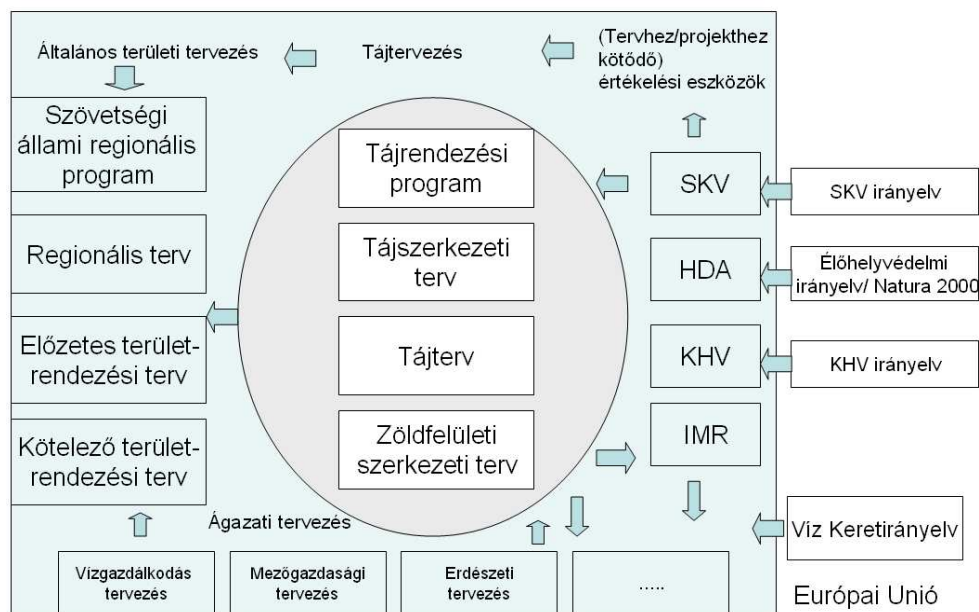 Általános területi tervezés
Tájtervezés
(Tervhez/projekthez
kötődő)
értékelési eszközök
Szövetségi
állami regionális
program
Regionális terv
Előzetes terület-
rendezési terv
Kötelező terület-
rendezési terv
Tájrendezési
program
Tájszerkezeti
terv
Tájterv
Zöldfelületi
szerkezeti terv
SKV
HDA
KHV
IMR
SKV irányelv
Élőhelyvédelmi
irányelv/ Natura 2000
KHV irányelv
Víz Keretirányelv
Ágazati tervezés
Vízgazdálkodás
tervezés
Mezőgazdasági
tervezés
Erdészeti
tervezés
.....
Európai Unió